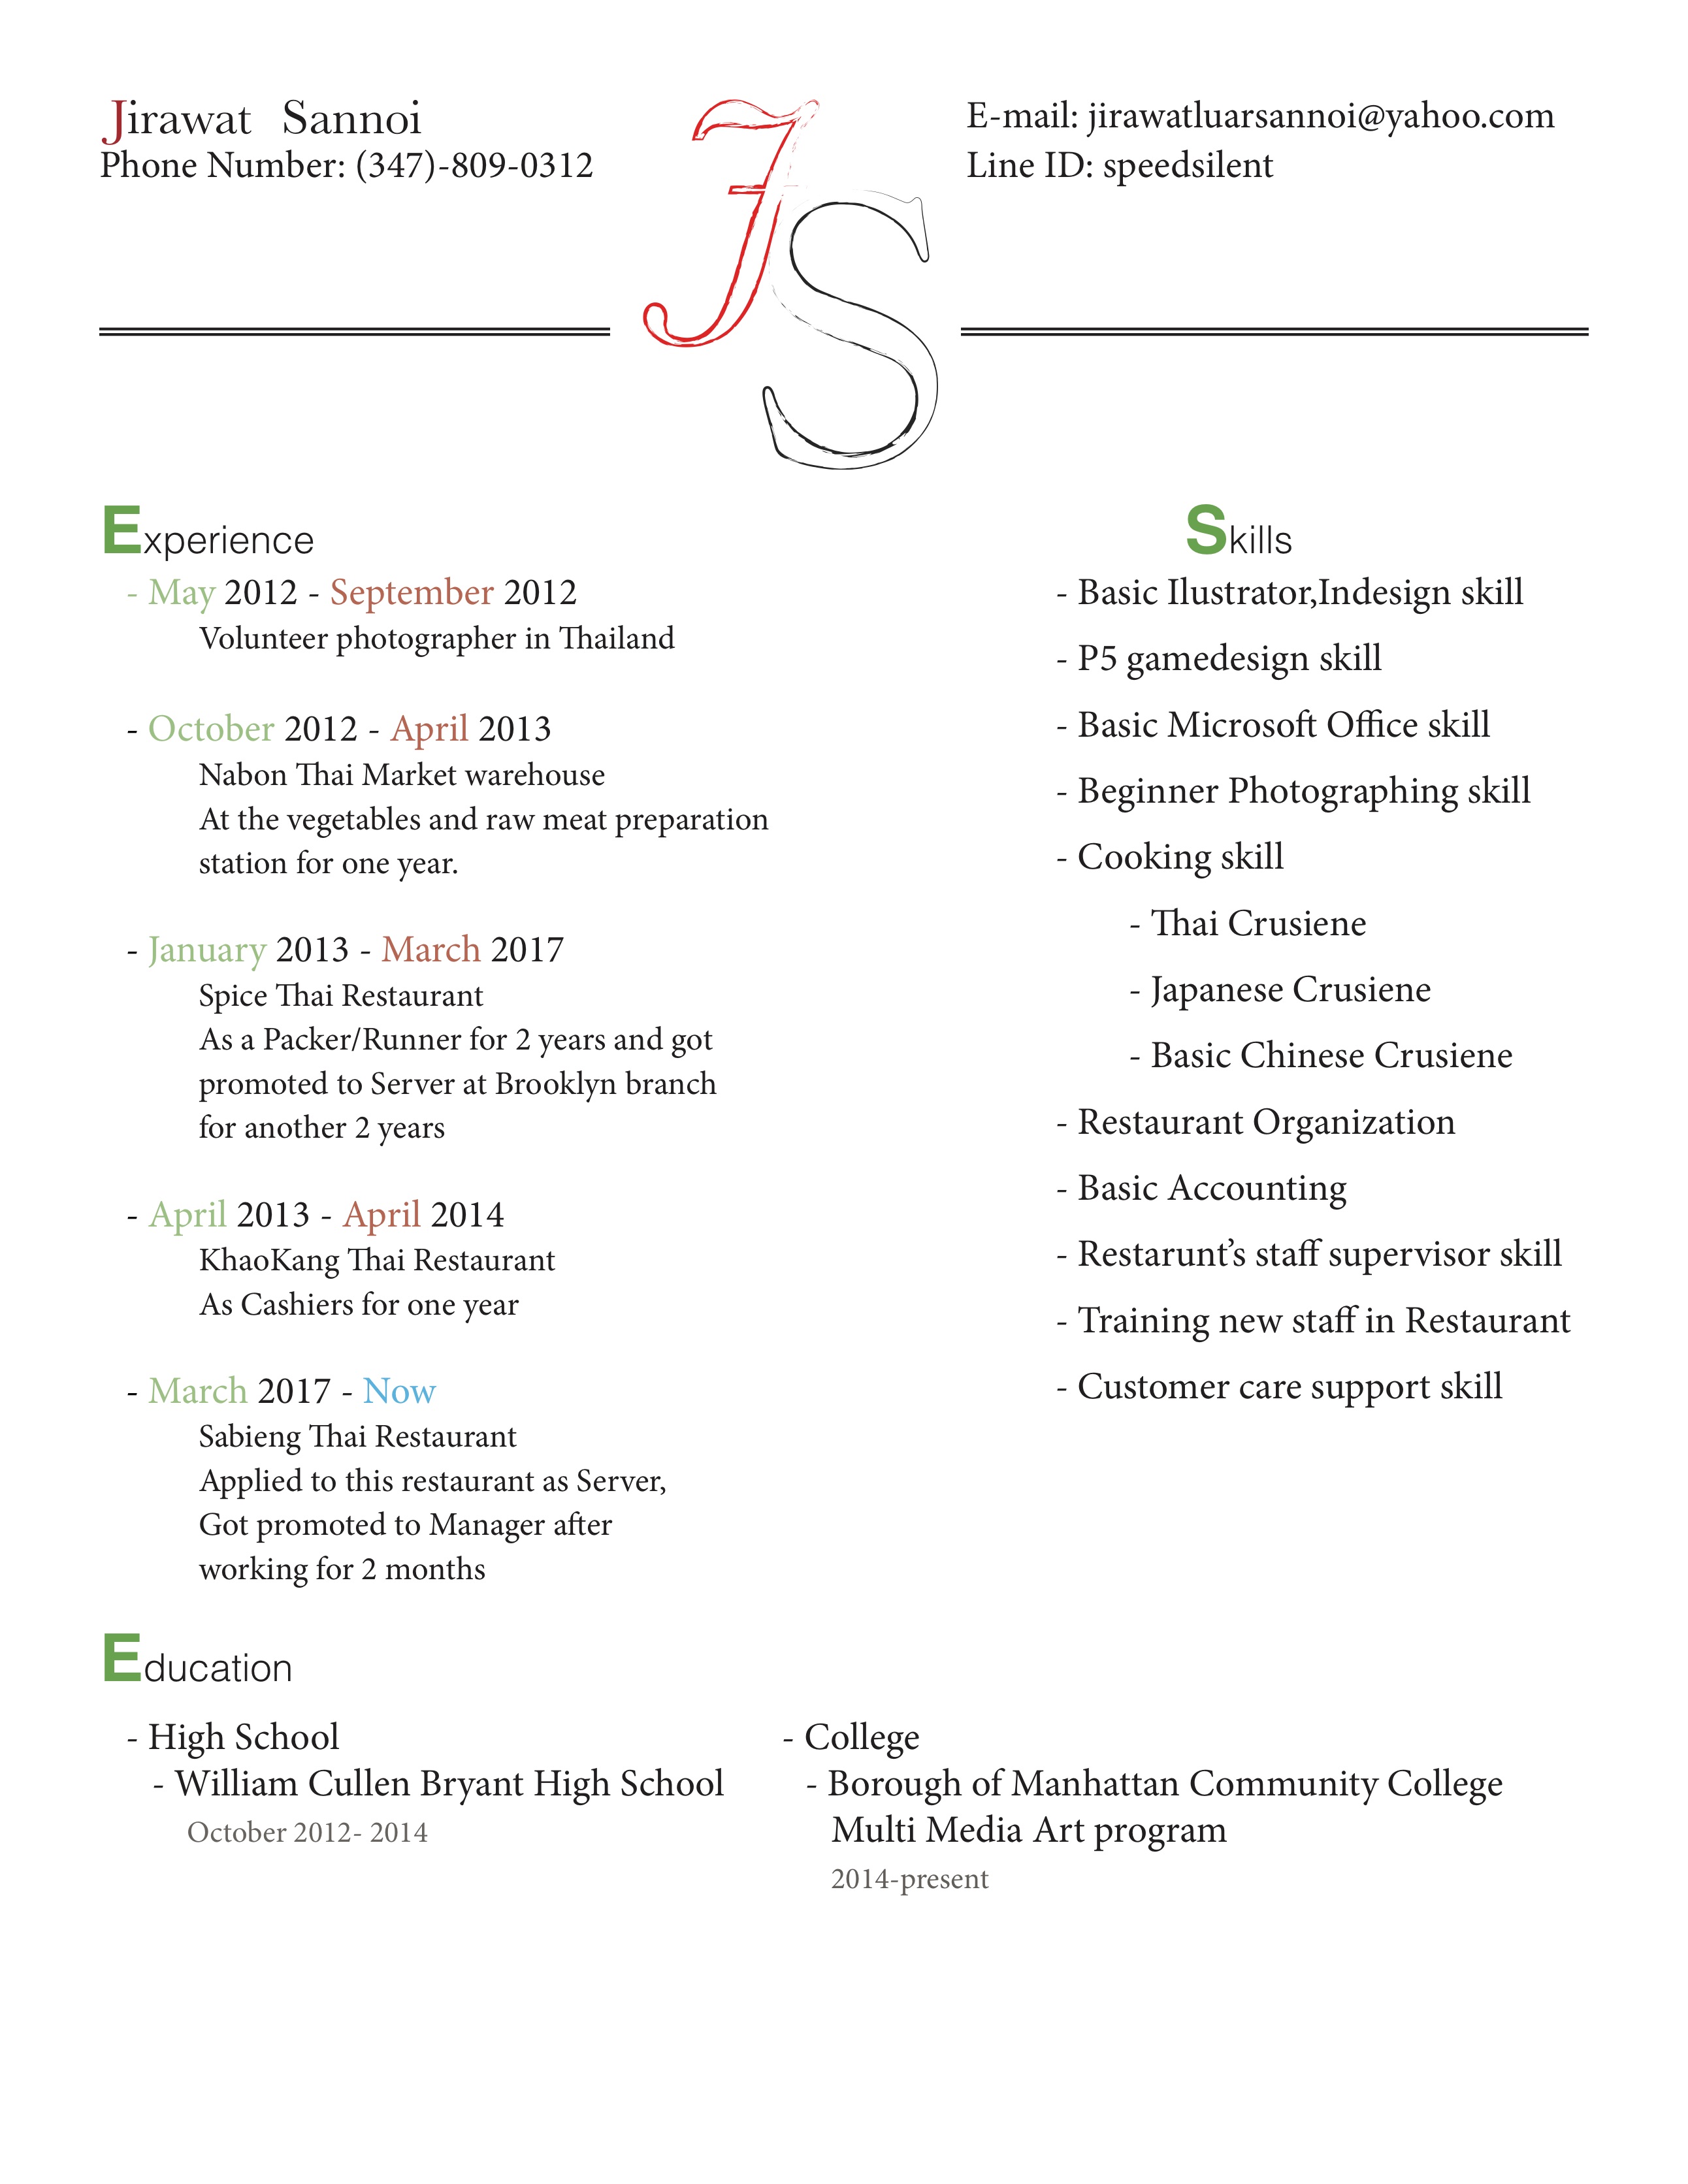 Jirawat Sannoi
Phone Number: (347)-809-0312
E-mail: jirawatluarsannoi@yahoo.com
Line ID: speedsilent
JS
Experience
- May 2012 - September 2012
Volunteer photographer in Thailand
- October 2012 - April 2013
Nabon Thai Market warehouse
At the vegetables and raw meat preparation
station for one year.
- January 2013 - March 2017
Spice Thai Restaurant
As a Packer/Runner for 2 years and got
promoted to Server at Brooklyn branch
for another 2 years
- April 2013 - April 2014
KhaoKang Thai Restaurant
As Cashiers for one year
- March 2017 - Now
Sabieng Thai Restaurant
Applied to this restaurant as Server,
Got promoted to Manager after
working for 2 months
Skills
- Basic Ilustrator,Indesign skill
- P5 gamedesign skill
- Basic Microsoft Office skill
- Beginner Photographing skill
- Cooking skill
- Thai Crusiene
- Japanese Crusiene
- Basic Chinese Crusiene
- Restaurant Organization
- Basic Accounting
- Restarunt’s staff supervisor skill
- Training new staff in Restaurant
- Customer care support skill
Education
- High School
- William Cullen Bryant High School
October 2012- 2014
- College
- Borough of Manhattan Community College
Multi Media Art program
2014-present